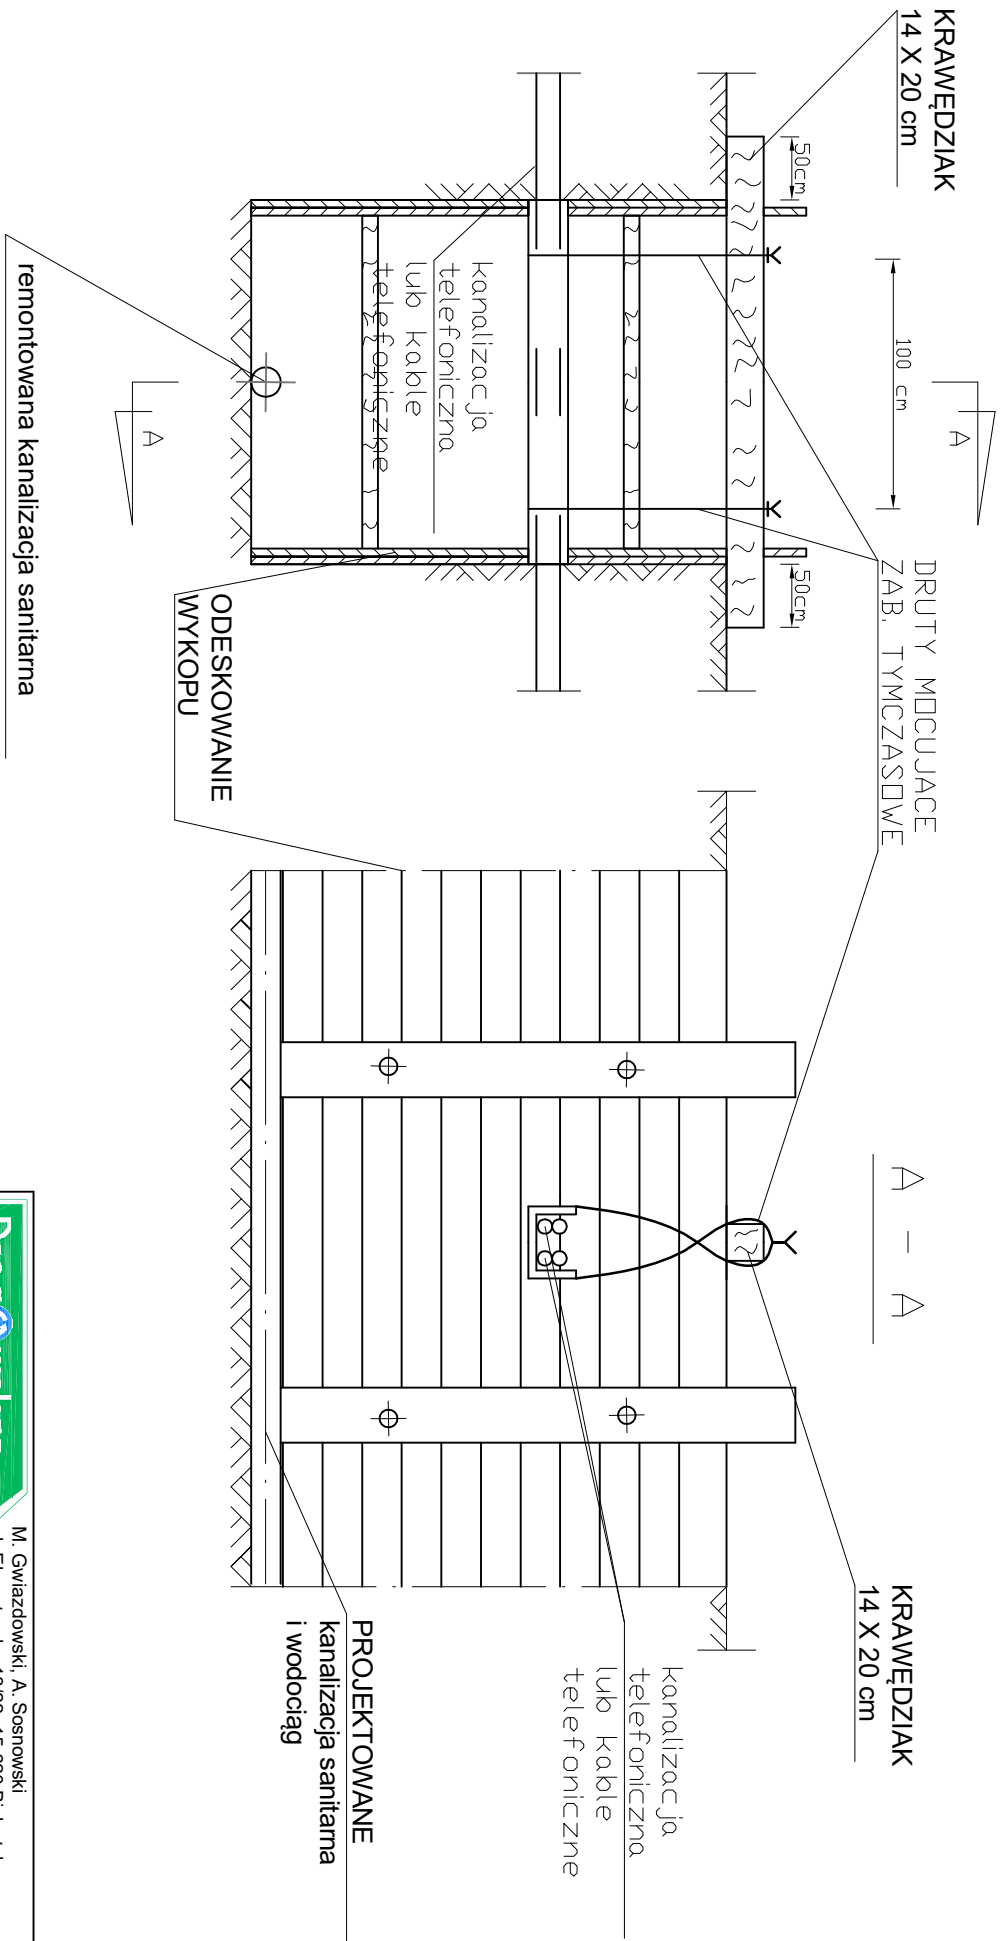 KRAWĘDZIAK
14 X 20 cm
50cm
100 cm
50cm
A
A
DRUTY MOCUJACE
ZAB. TYMCZASOWE
kanalizacja
telefoniczna
lub kable
telefoniczne
ODESKOWANIE
WYKOPU
remontowana kanalizacja sanitarna
A - A
KRAWĘDZIAK
14 X 20 cm
kanalizacja
telefoniczna
lub kable
telefoniczne
PROJEKTOWANE
kanalizacja sanitarna
i wodociąg
M. Gwiazdowski, A. Sosnowski